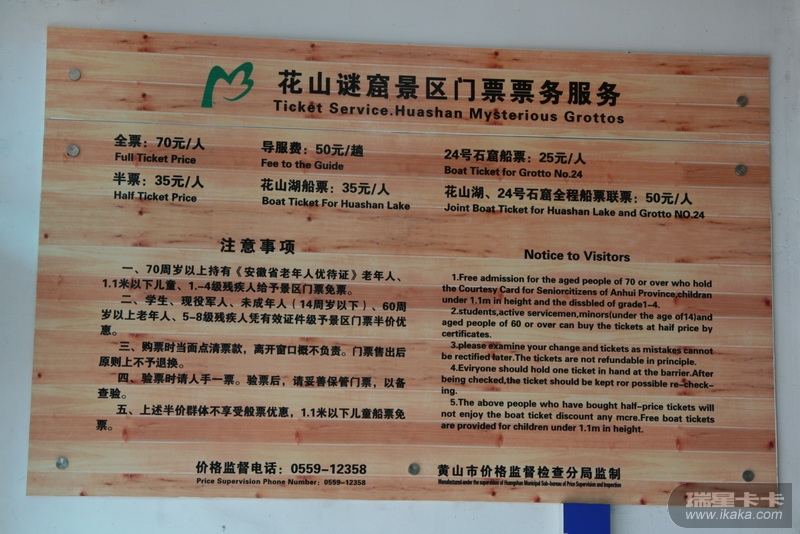 花山谜窟景区门票票务服务
Ticket Service.Huashan Mysterious Grottos
全票：70元/人
Full Ticket Price
导服费：50元/趟
Fee to the Guide
24号石窟船票：25元/人
Boat Ticket for Grotto No.24
半票：35元/人
Half Ticket Price
花山湖船票：35元/人
Boat Ticket For Huashan Lake
花山湖、24号石窟全程船票联票：50元/人
Joint Boat Ticket for Huashan Lake and Grotto NO.24
注意事项
一、70周岁以上持有《安徽省老年人优待证》老年人、
1.1米以下儿童、1.-4级残疾人给予景区门票免票。
二、学生、现役军人、未成年人（14周岁以下）、60周
岁以上老年人、5-8级残疾人凭有效证件级予景区门票半价优
惠。
三、购票时当面点清票款，离开窗口概不负责。门票售出后
原则上不予退换。
四、验票时请人手一票。验票后，请妥善保管门票，以备
查验。
五、上述半价群体不享受般票优惠，1.1米以下儿童船票免
票。
Notice to Visitors
1.Free admission for the aged people of 70 or over who hold
the Courtesy Card for Seniorcitizens of Anhui Province,childran
under 1.1m in height and the dissbled of grade1-4.
2.students,active servicemen,minors(under the age of14)and
aged people of 60 or over can buy the tickets at haif price by
certificates.
3.please examine your change and tickets as mistakes cannot
be rectified later.The tickets are not refundable in principle.
4.Eviryone should hold one ticket in hand at the barrier.After
being checked,the ticket should be kept ror possible re-check-
ing.
5.The above people who have bought half-price tickets will
not enjoy the boat ticket discount any mcre.Free boat tickets
are provided for children under 1.1m in height.
价格监督电话：0559-12358
Price Supervision Phone Number: 0559-12358
黄山市价格监督检查分局监制
Manufactured under the supervision of Huangshan Municipal Sub-bureau of Price Supervision and Inspection
瑞星卡卡
www.ikaka.com